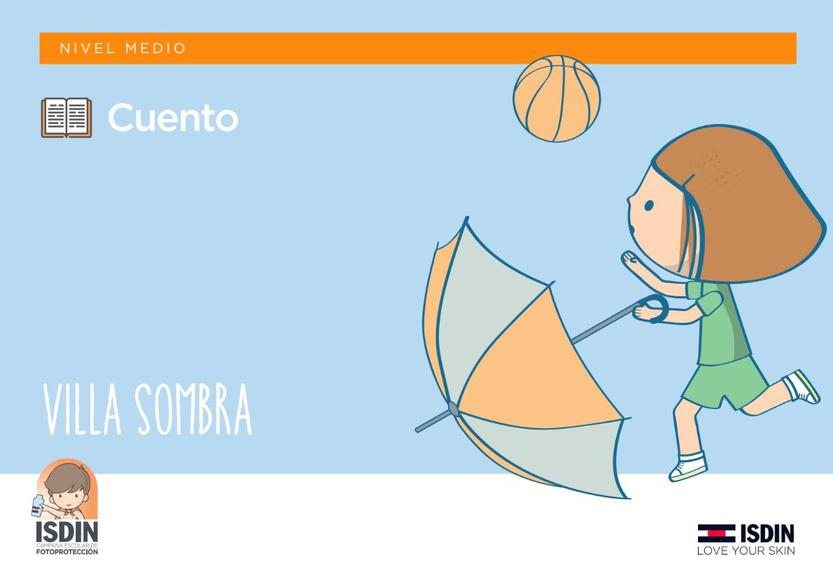 NIVEL MEDIO
Cuento
VILLA SOMBRA
ISDIN
CAMPAÑA ESCOLAR DE
FOTOPROTECCIÓN
ISDIN
LOVE YOUR SKIN